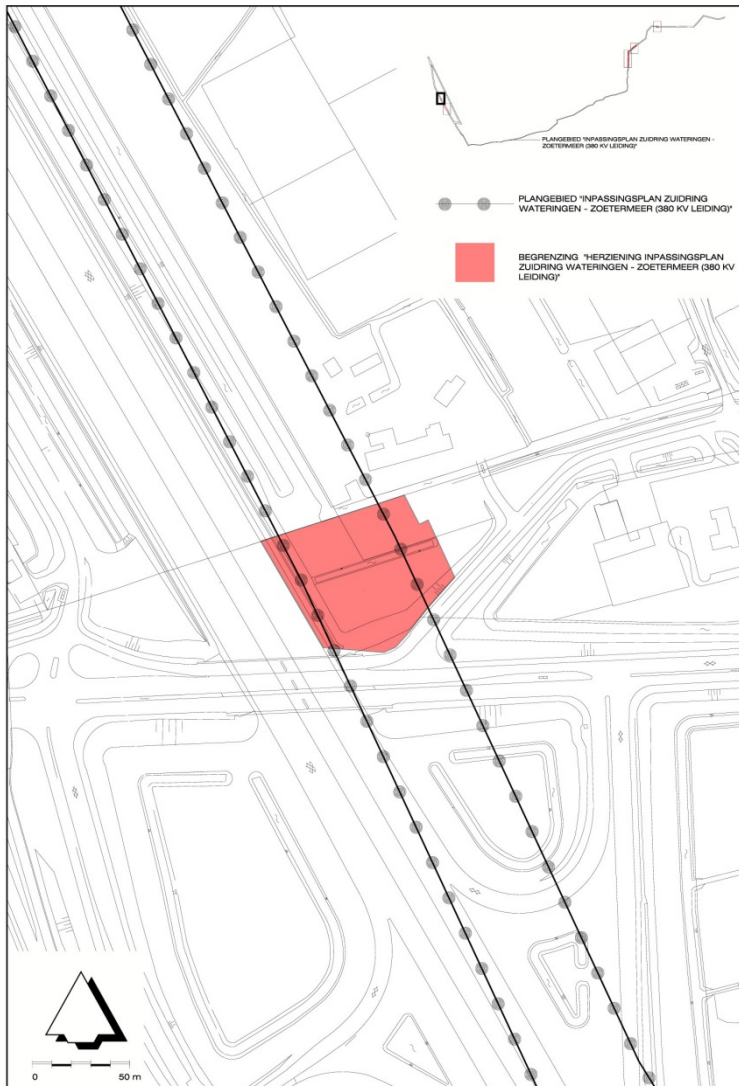 PLANGEBIED "INPASSINGSPLAN ZUIDRING WATERINGEN -
ZOETERMEER (380 KV LEIDING)"
PLANGEBIED "INPASSINGSPLAN ZUIDRING
WATERINGEN - ZOETERMEER (380 KV LEIDING)"
BEGRENZING "HERZIENING INPASSINGSPLAN
ZUIDRING WATERINGEN - ZOETERMEER (380 KV
LEIDING)"
0 50 m